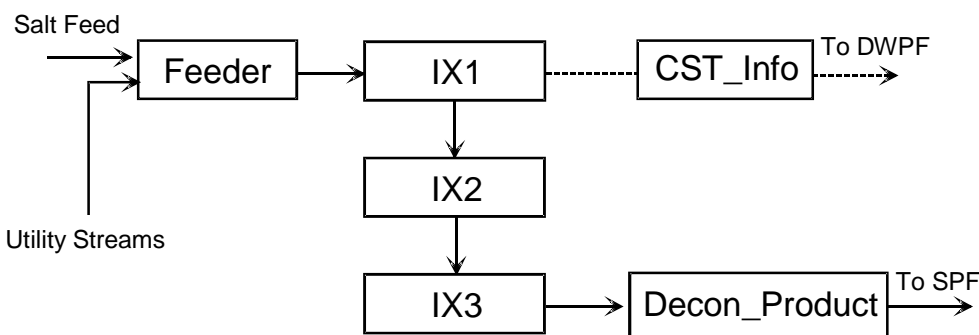 Salt Feed
Feeder
IX1
CST_Info
To DWPF
IX2
Utility Streams
IX3
Decon_Product
To SPF